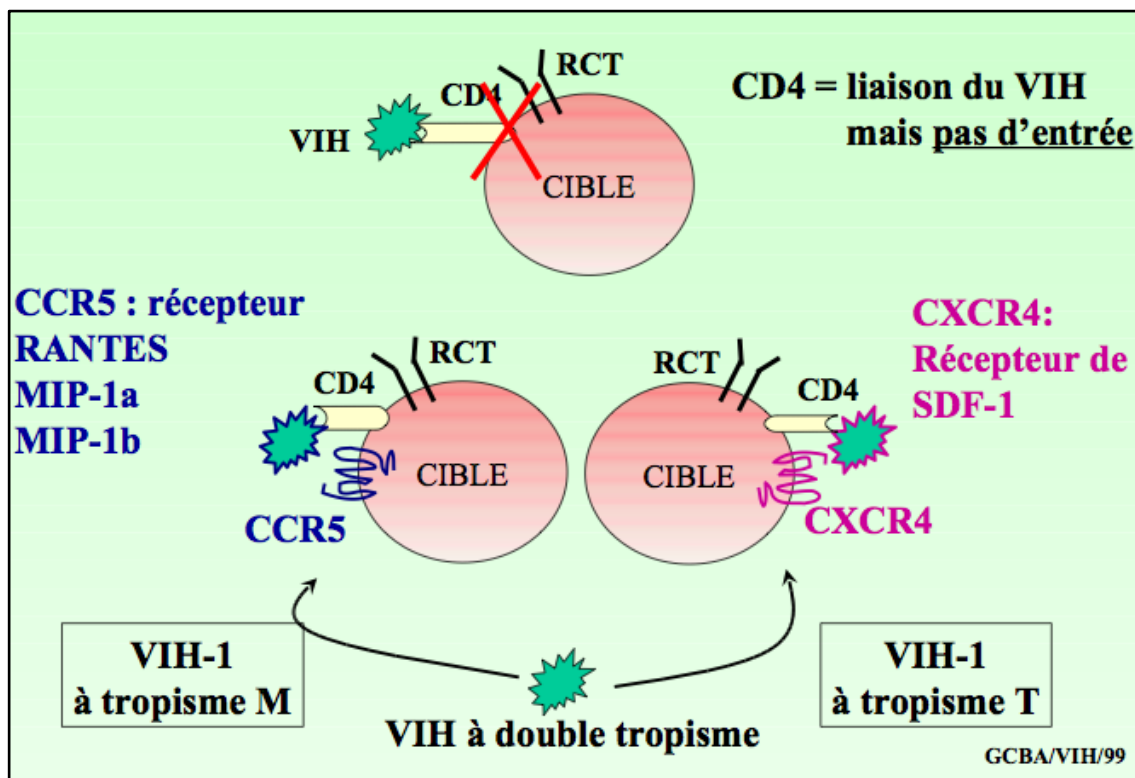 RCT
CD4
VIH
CIBLE
CD4 = liaison du VIH
mais pas d'entrée
CCR5 : récepteur
RANTES
MIP-1a
MIP-1b
CXCR4:
Récepteur de
SDF-1
RCT
CD4
CIBLE
CCR5
RCT
CD4
CIBLE
CXCR4
VIH-1
à tropisme M
VIH à double tropisme
VIH-1
à tropisme T
GCBA/VIH/99